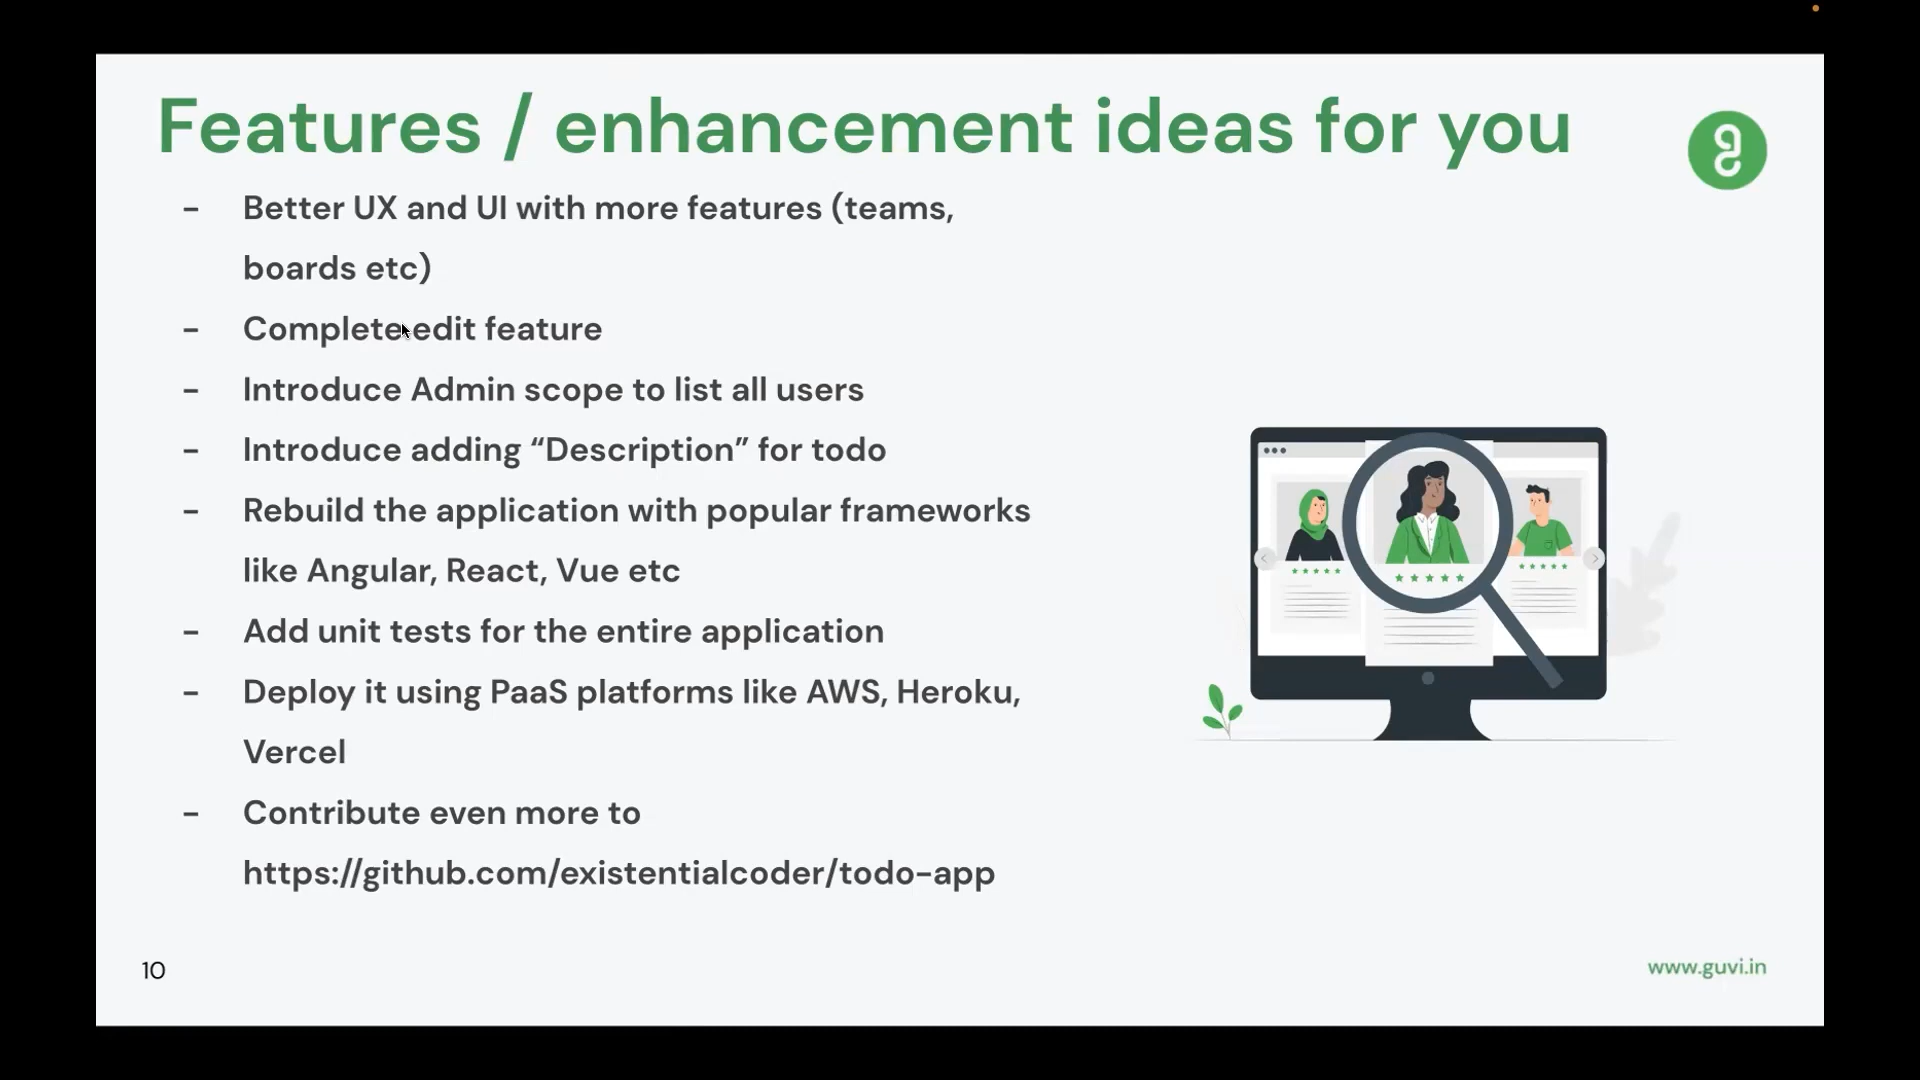 Features / enhancement ideas for you
- Better UX and UI with more features (teams,
boards etc)
- Complete edit feature
- Introduce Admin scope to list all users
- Introduce adding “Description” for todo
- Rebuild the application with popular frameworks
like Angular, React, Vue etc
- Add unit tests for the entire application
- Deploy it using PaaS platforms like AWS, Heroku,
Vercel
- Contribute even more to
https://github.com/existentialcoder/todo-app
10
www.guvi.in